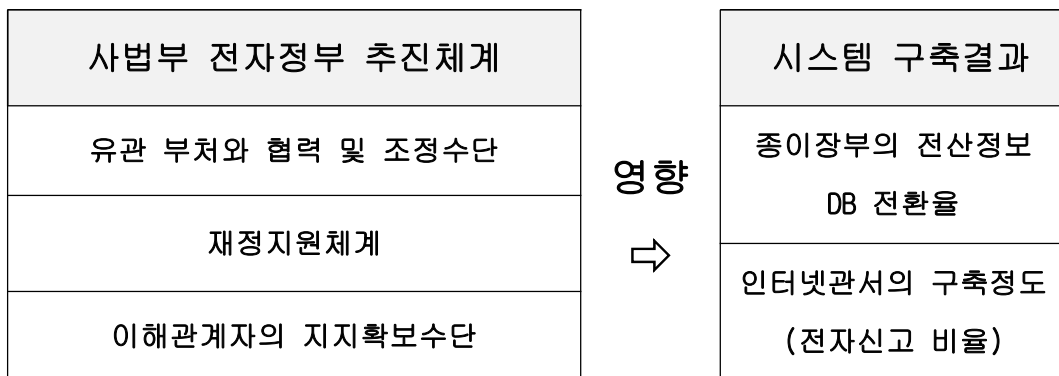 사법부 전자정부 추진체계
유관 부처와 협력 및 조정수단
재정지원체계
이해관계자의 지지확보수단
영향
⇨
시스템 구축결과
종이장부의 전산정보
DB 전환율
인터넷관서의 구축정도
(전자신고 비율)